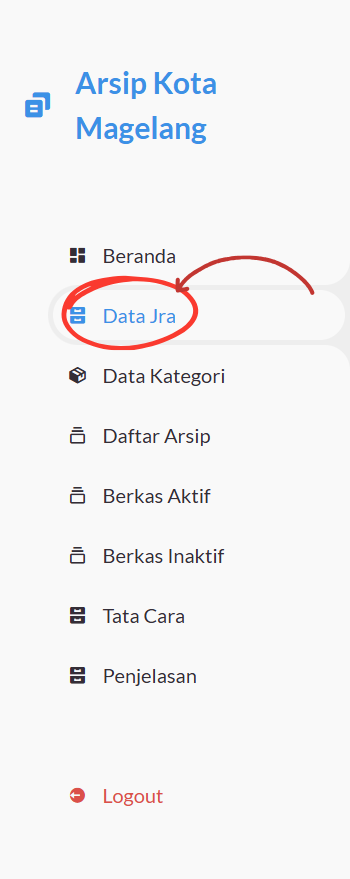 Arsip Kota
Magelang
Beranda
Data Jra
Data Kategori
Daftar Arsip
Berkas Aktif
Berkas Inaktif
Tata Cara
Penjelasan
Logout